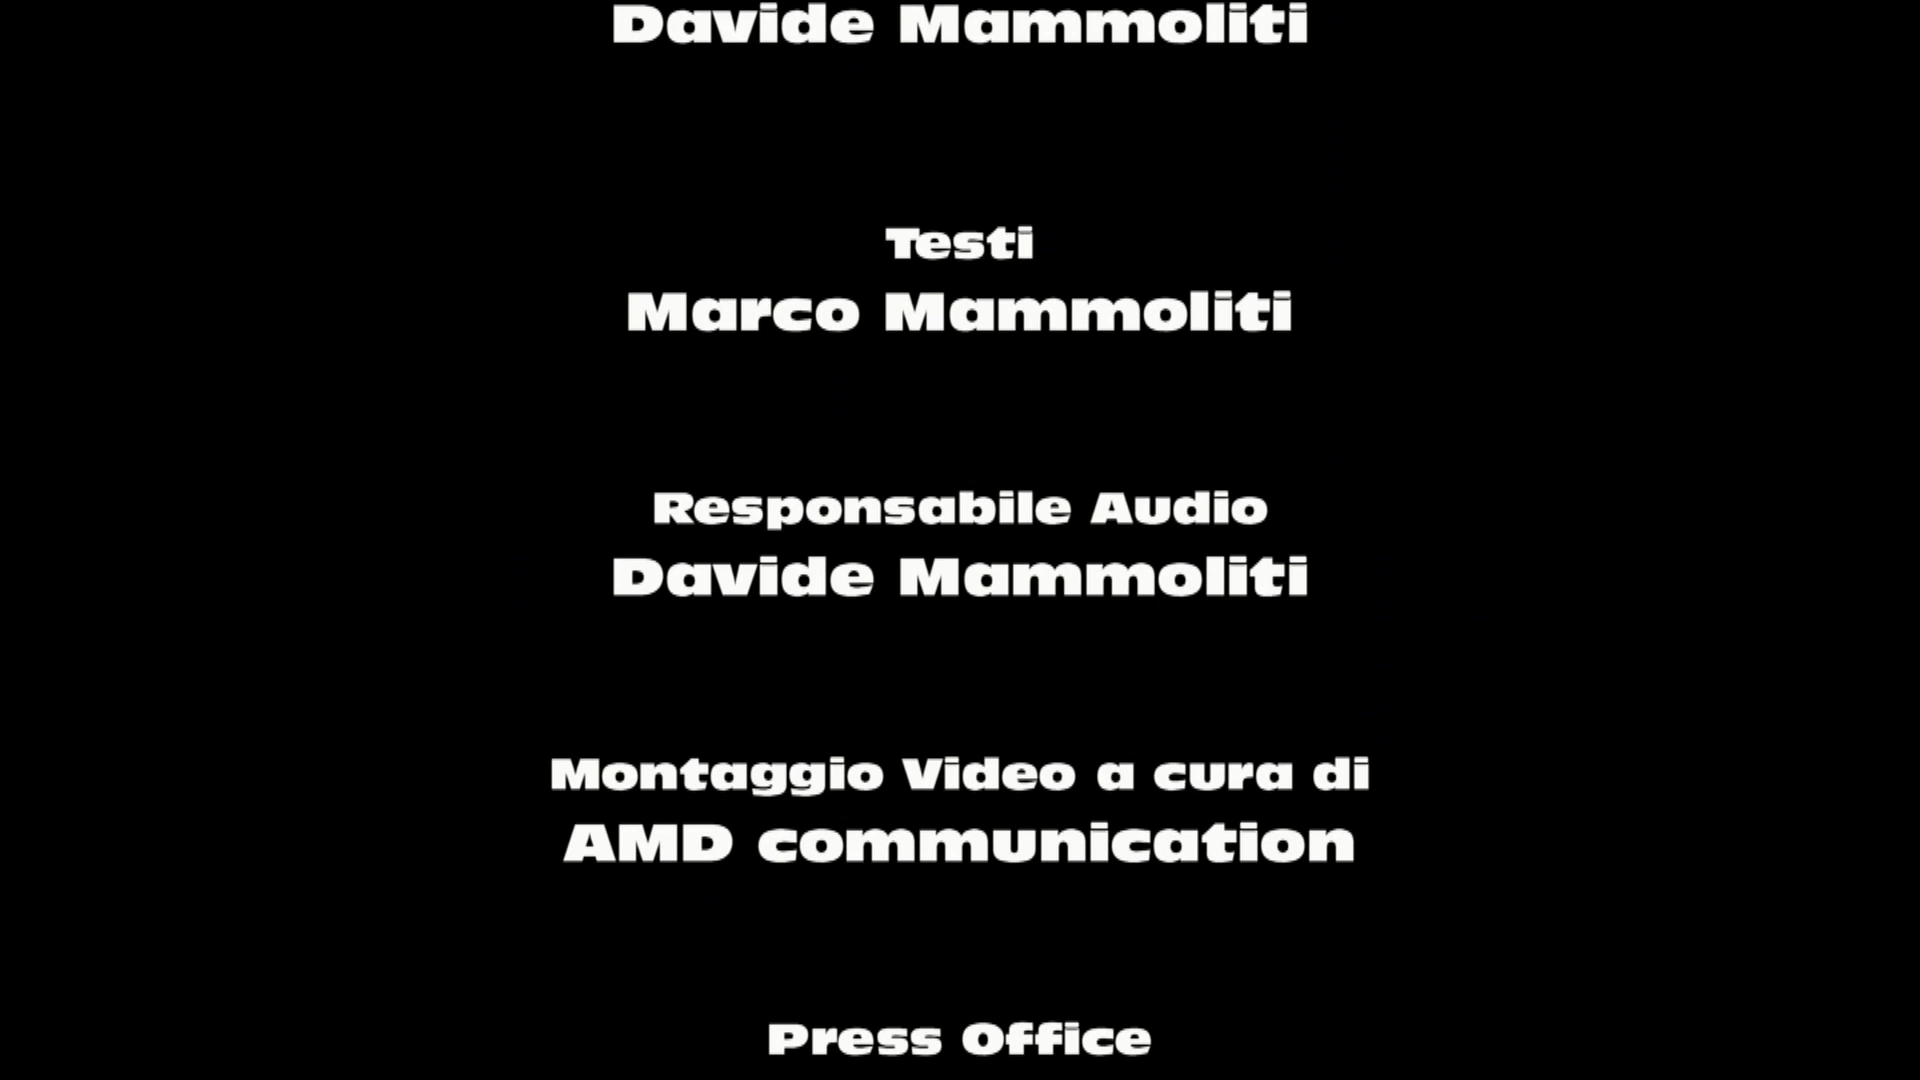 Davide Mammoliti
Testi
Marco Mammoliti
Responsabile Audio
Davide Mammoliti
Montaggio Video a cura di
AMD communication
Press Office